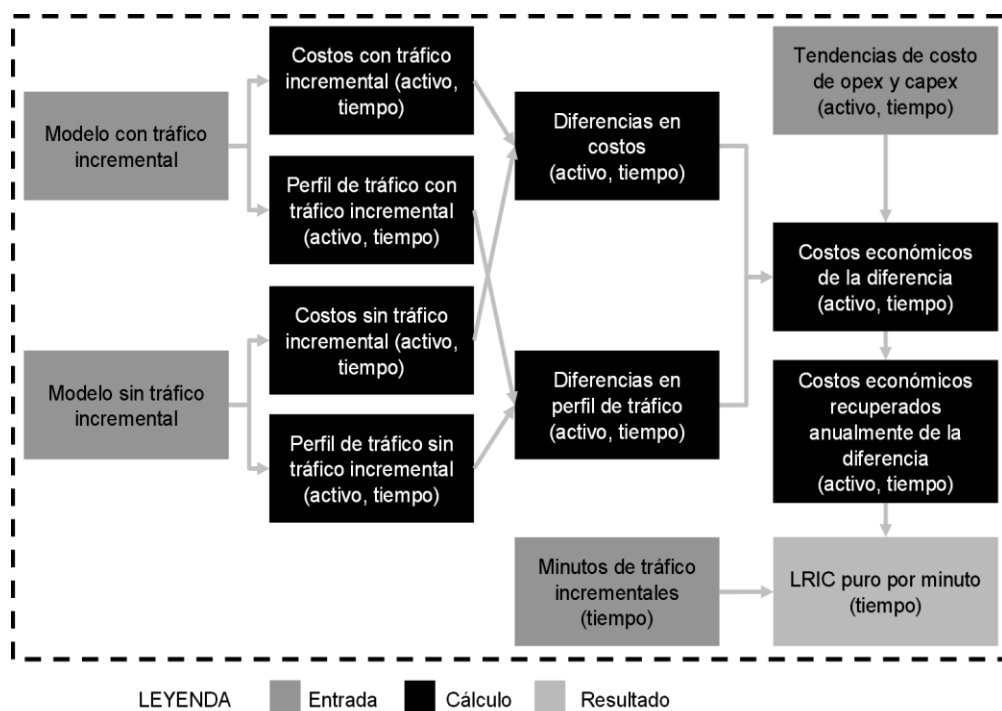 Modelo con tráfico
incremental
Modelo sin tráfico
incremental
Costos con tráfico
incremental (activo,
tiempo)
Perfil de tráfico con
tráfico incremental
(activo, tiempo)
Costos sin tráfico
incremental (activo,
tiempo)
Perfil de tráfico sin
tráfico incremental
(activo, tiempo)
Diferencias en
costos
(activo, tiempo)
Diferencias en
perfil de tráfico
(activo, tiempo)
Minutos de tráfico
incrementales
(tiempo)
Tendencias de costo
de opex y capex
(activo, tiempo)
Costos económicos
de la diferencia
(activo, tiempo)
Costos económicos
recuperados
anualmente de la
diferencia
(activo, tiempo)
LRIC puro por minuto
(tiempo)
LEYENDA
Entrada
Cálculo
Resultado